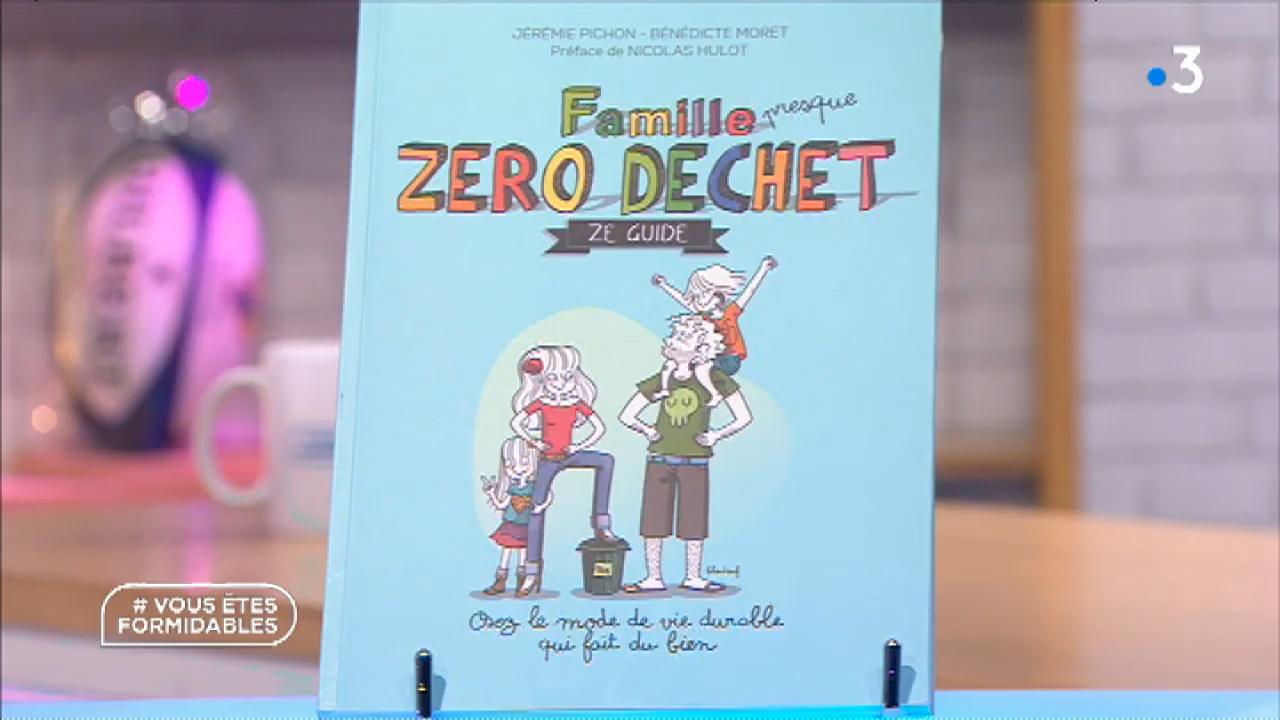 JÉRÉMIE PICHON - BÉNÉDICTE MORET
Préface de NICOLAS HULOT
Famille presque
ZERO DECHET
ZE GUIDE
Osez le mode de vie durable
qui fait du bien
3
# VOUS ÊTES
FORMIDABLES